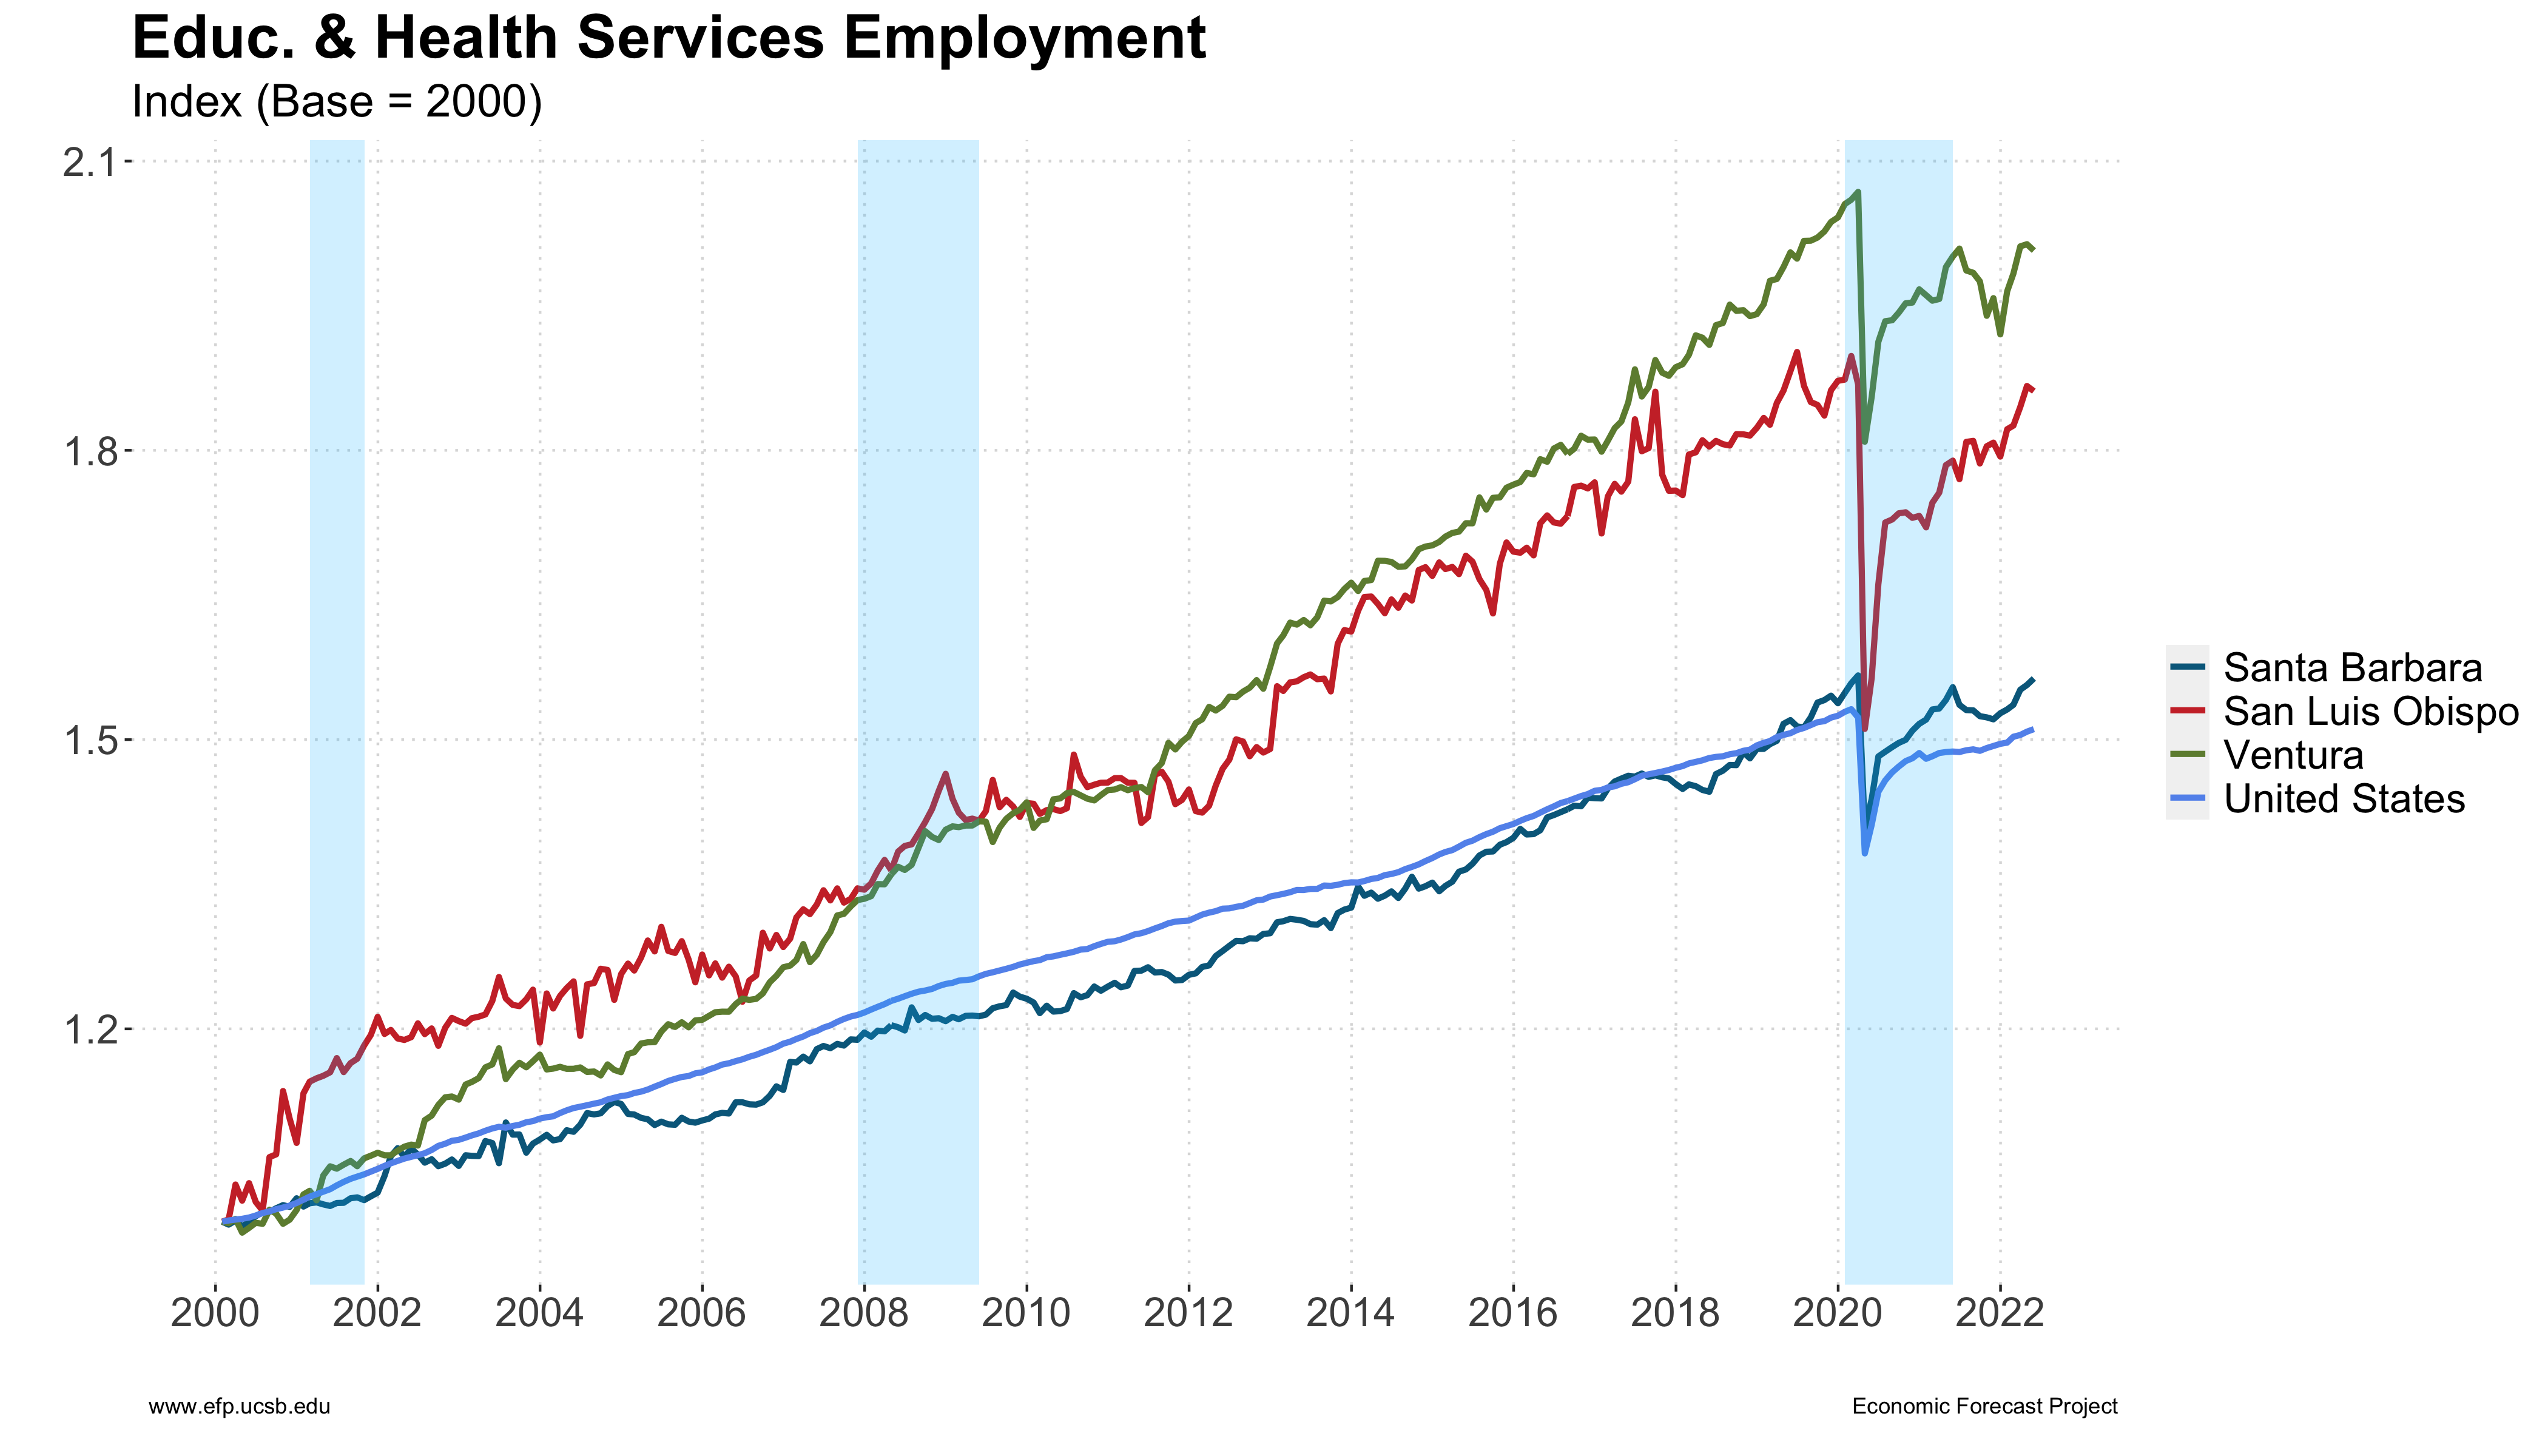 Educ. & Health Services Employment
Index (Base = 2000)
2.1
1.8
1.5
1.2
2000 2002 2004 2006 2008 2010 2012 2014 2016 2018 2020 2022
Santa Barbara
San Luis Obispo
Ventura
United States
www.efp.ucsb.edu
Economic Forecast Project